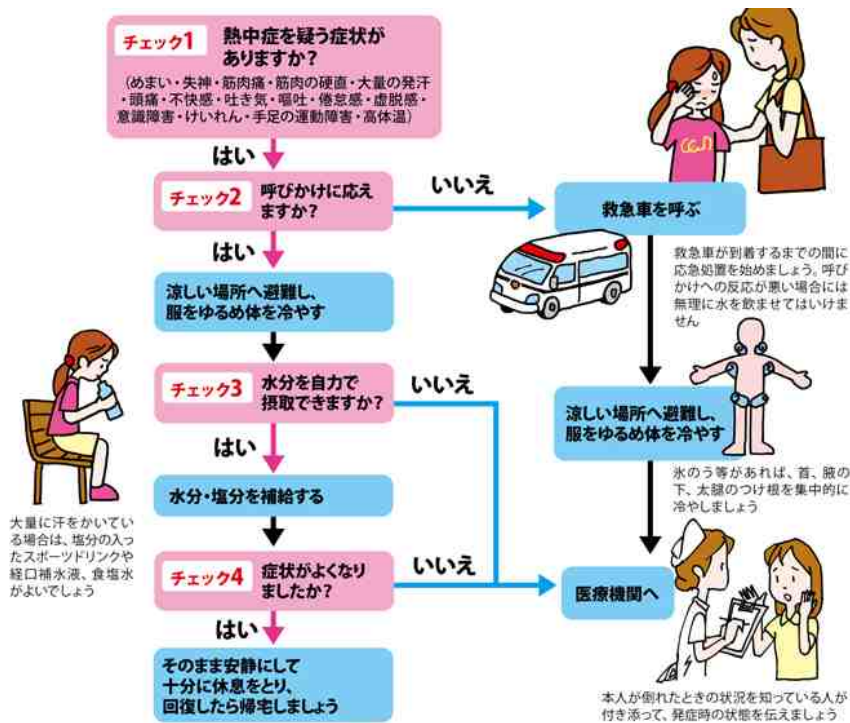 チェック1
熱中症を疑う症状が
ありますか?
(めまい・失神・筋肉痛・筋肉の硬直・大量の発汗
・頭痛・不快感・吐き気・嘔吐・倦怠感・虚脱感・
意識障害・けいれん・手足の運動障害・高体温)
はい
チェック2
呼びかけに応え
ますか?
いいえ
救急車を呼ぶ
救急車が到着するまでの間に
応急処置を始めましょう。呼び
かけへの反応が悪い場合には
無理に水を飲ませてはいけま
せん
はい
涼しい場所へ避難し、
服をゆるめ体を冷やす
チェック3
水分を自力で
摂取できますか?
いいえ
涼しい場所へ避難し、
服をゆるめ体を冷やす
氷のう等があれば、首、腋の
下、太腿のつけ根を集中的に
冷やしましょう
はい
水分・塩分を補給する
大量に汗をかいてい
る場合は、塩分の入っ
たスポーツドリンクや
経口補水液、食塩水
がよいでしょう
チェック4
症状がよくなり
ましたか?
いいえ
医療機関へ
はい
そのまま安静にして
十分に休息をとり、
回復したら帰宅しましょう
本人が倒れたときの状況を知っている人が
付き添って、発症時の状態を伝えましょう